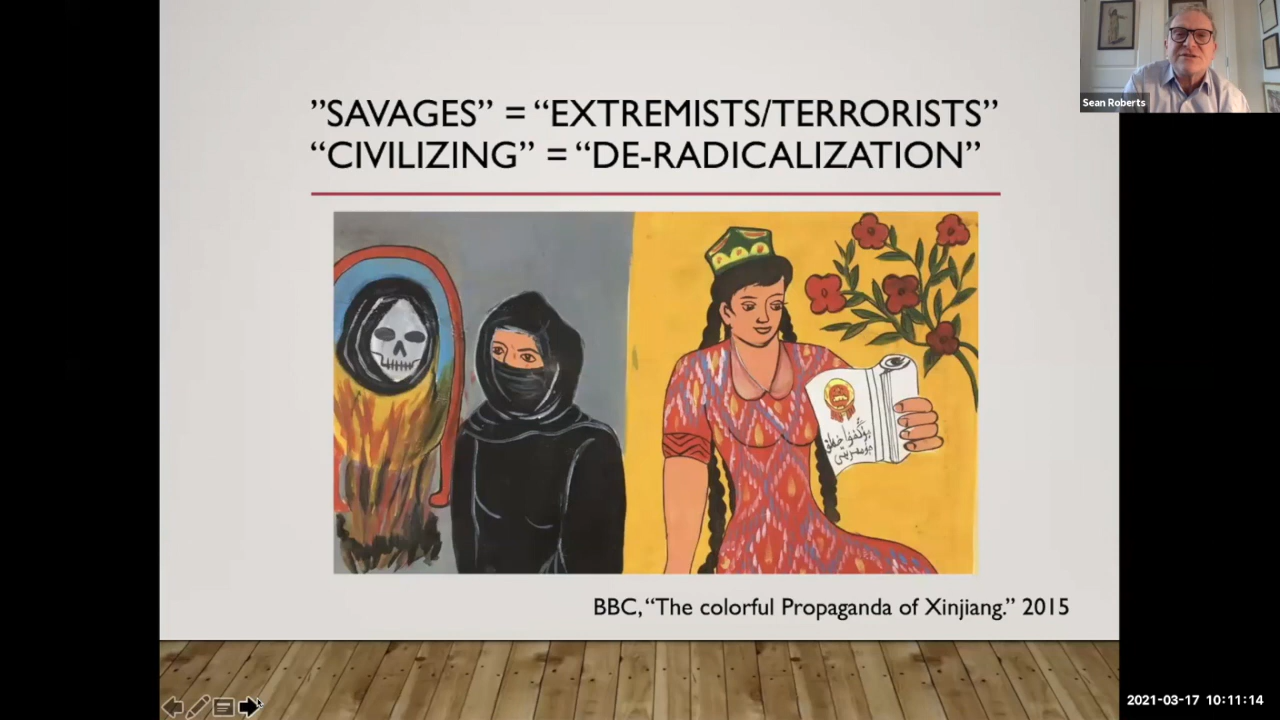 ”SAVAGES” = “EXTREMISTS/TERRORISTS”
“CIVILIZING” = “DE-RADICALIZATION”
BBC, “The colorful Propaganda of Xinjiang.” 2015
Sean Roberts
2021-03-17 10:11:14